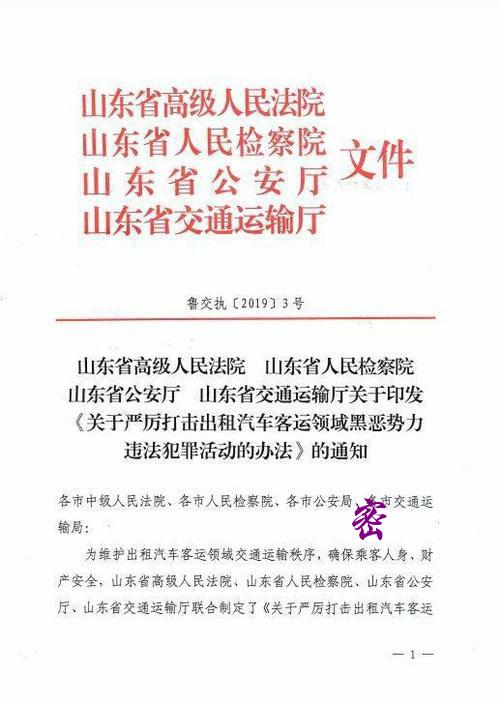 山东省高级人民法院
山东省人民检察院
山东省公安厅
山东省交通运输厅
文件
鲁交执〔2019〕3号
山东省高级人民法院 山东省人民检察院
山东省公安厅 山东省交通运输厅关于印发
《关于严厉打击出租汽车客运领域黑恶势力
违法犯罪活动的办法》的通知
各市中级人民法院、各市人民检察院、各市公安局、各市交通运
输局:
密
为维护出租汽车客运领域交通运输秩序,确保乘客人身、财
产安全,山东省高级人民法院、山东省人民检察院、山东省公安
厅、山东省交通运输厅联合制定了《关于严厉打击出租汽车客运
— 1 —